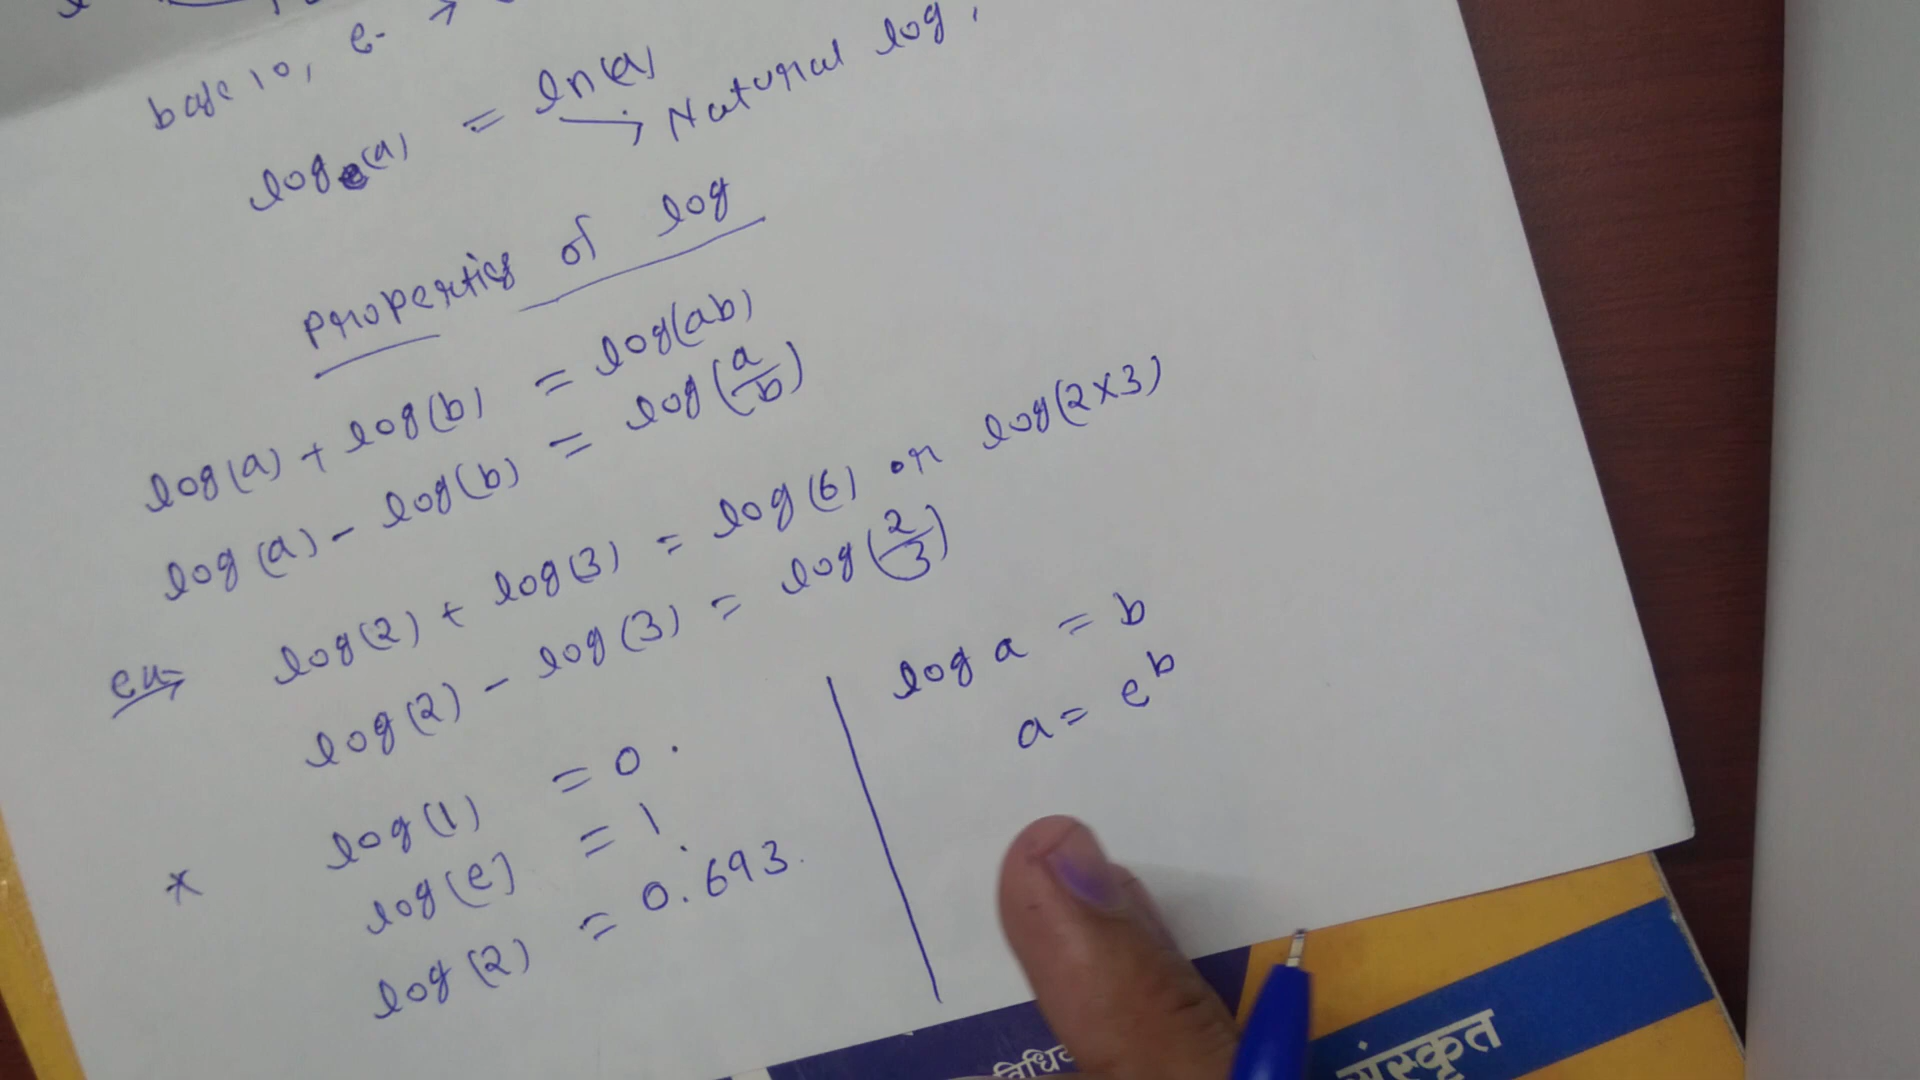 base 10, e
logₑ(a) = ln(a)
→ Natural log.
Properties of log
log(a) + log(b) = log(ab)
log(a) - log(b) = log(a/b)
ex→ log(2) + log(3) = log(6) or log(2×3)
log(2) - log(3) = log(2/3)
* log(1) = 0.
log(e) = 1.
log(2) = 0.693.
log a = b
a = e^b
संस्कृत